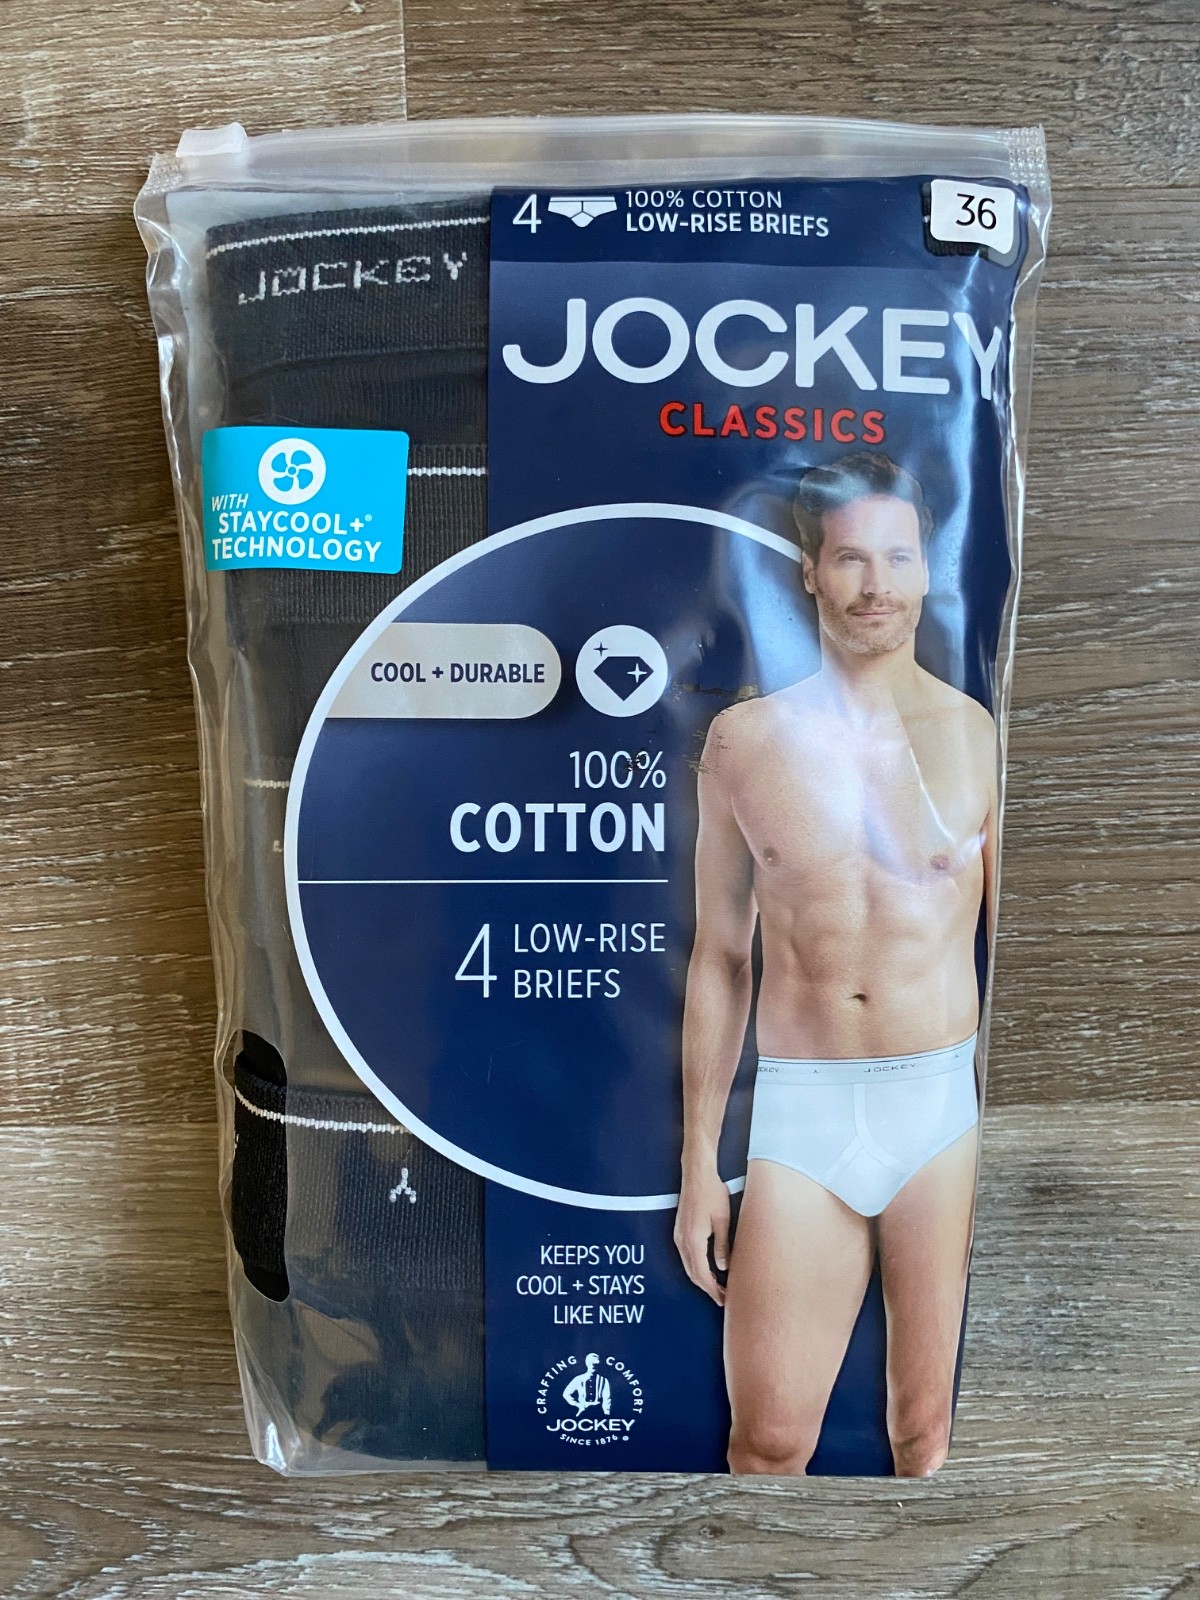 4 100% COTTON
LOW-RISE BRIEFS
36
JOCKEY
JOCKEY
CLASSICS
WITH
STAYCOOL+®
TECHNOLOGY
COOL + DURABLE
100%
COTTON
4 LOW-RISE
BRIEFS
JOCKEY
KEEPS YOU
COOL + STAYS
LIKE NEW
CRAFTING COMFORT
JOCKEY
SINCE 1876